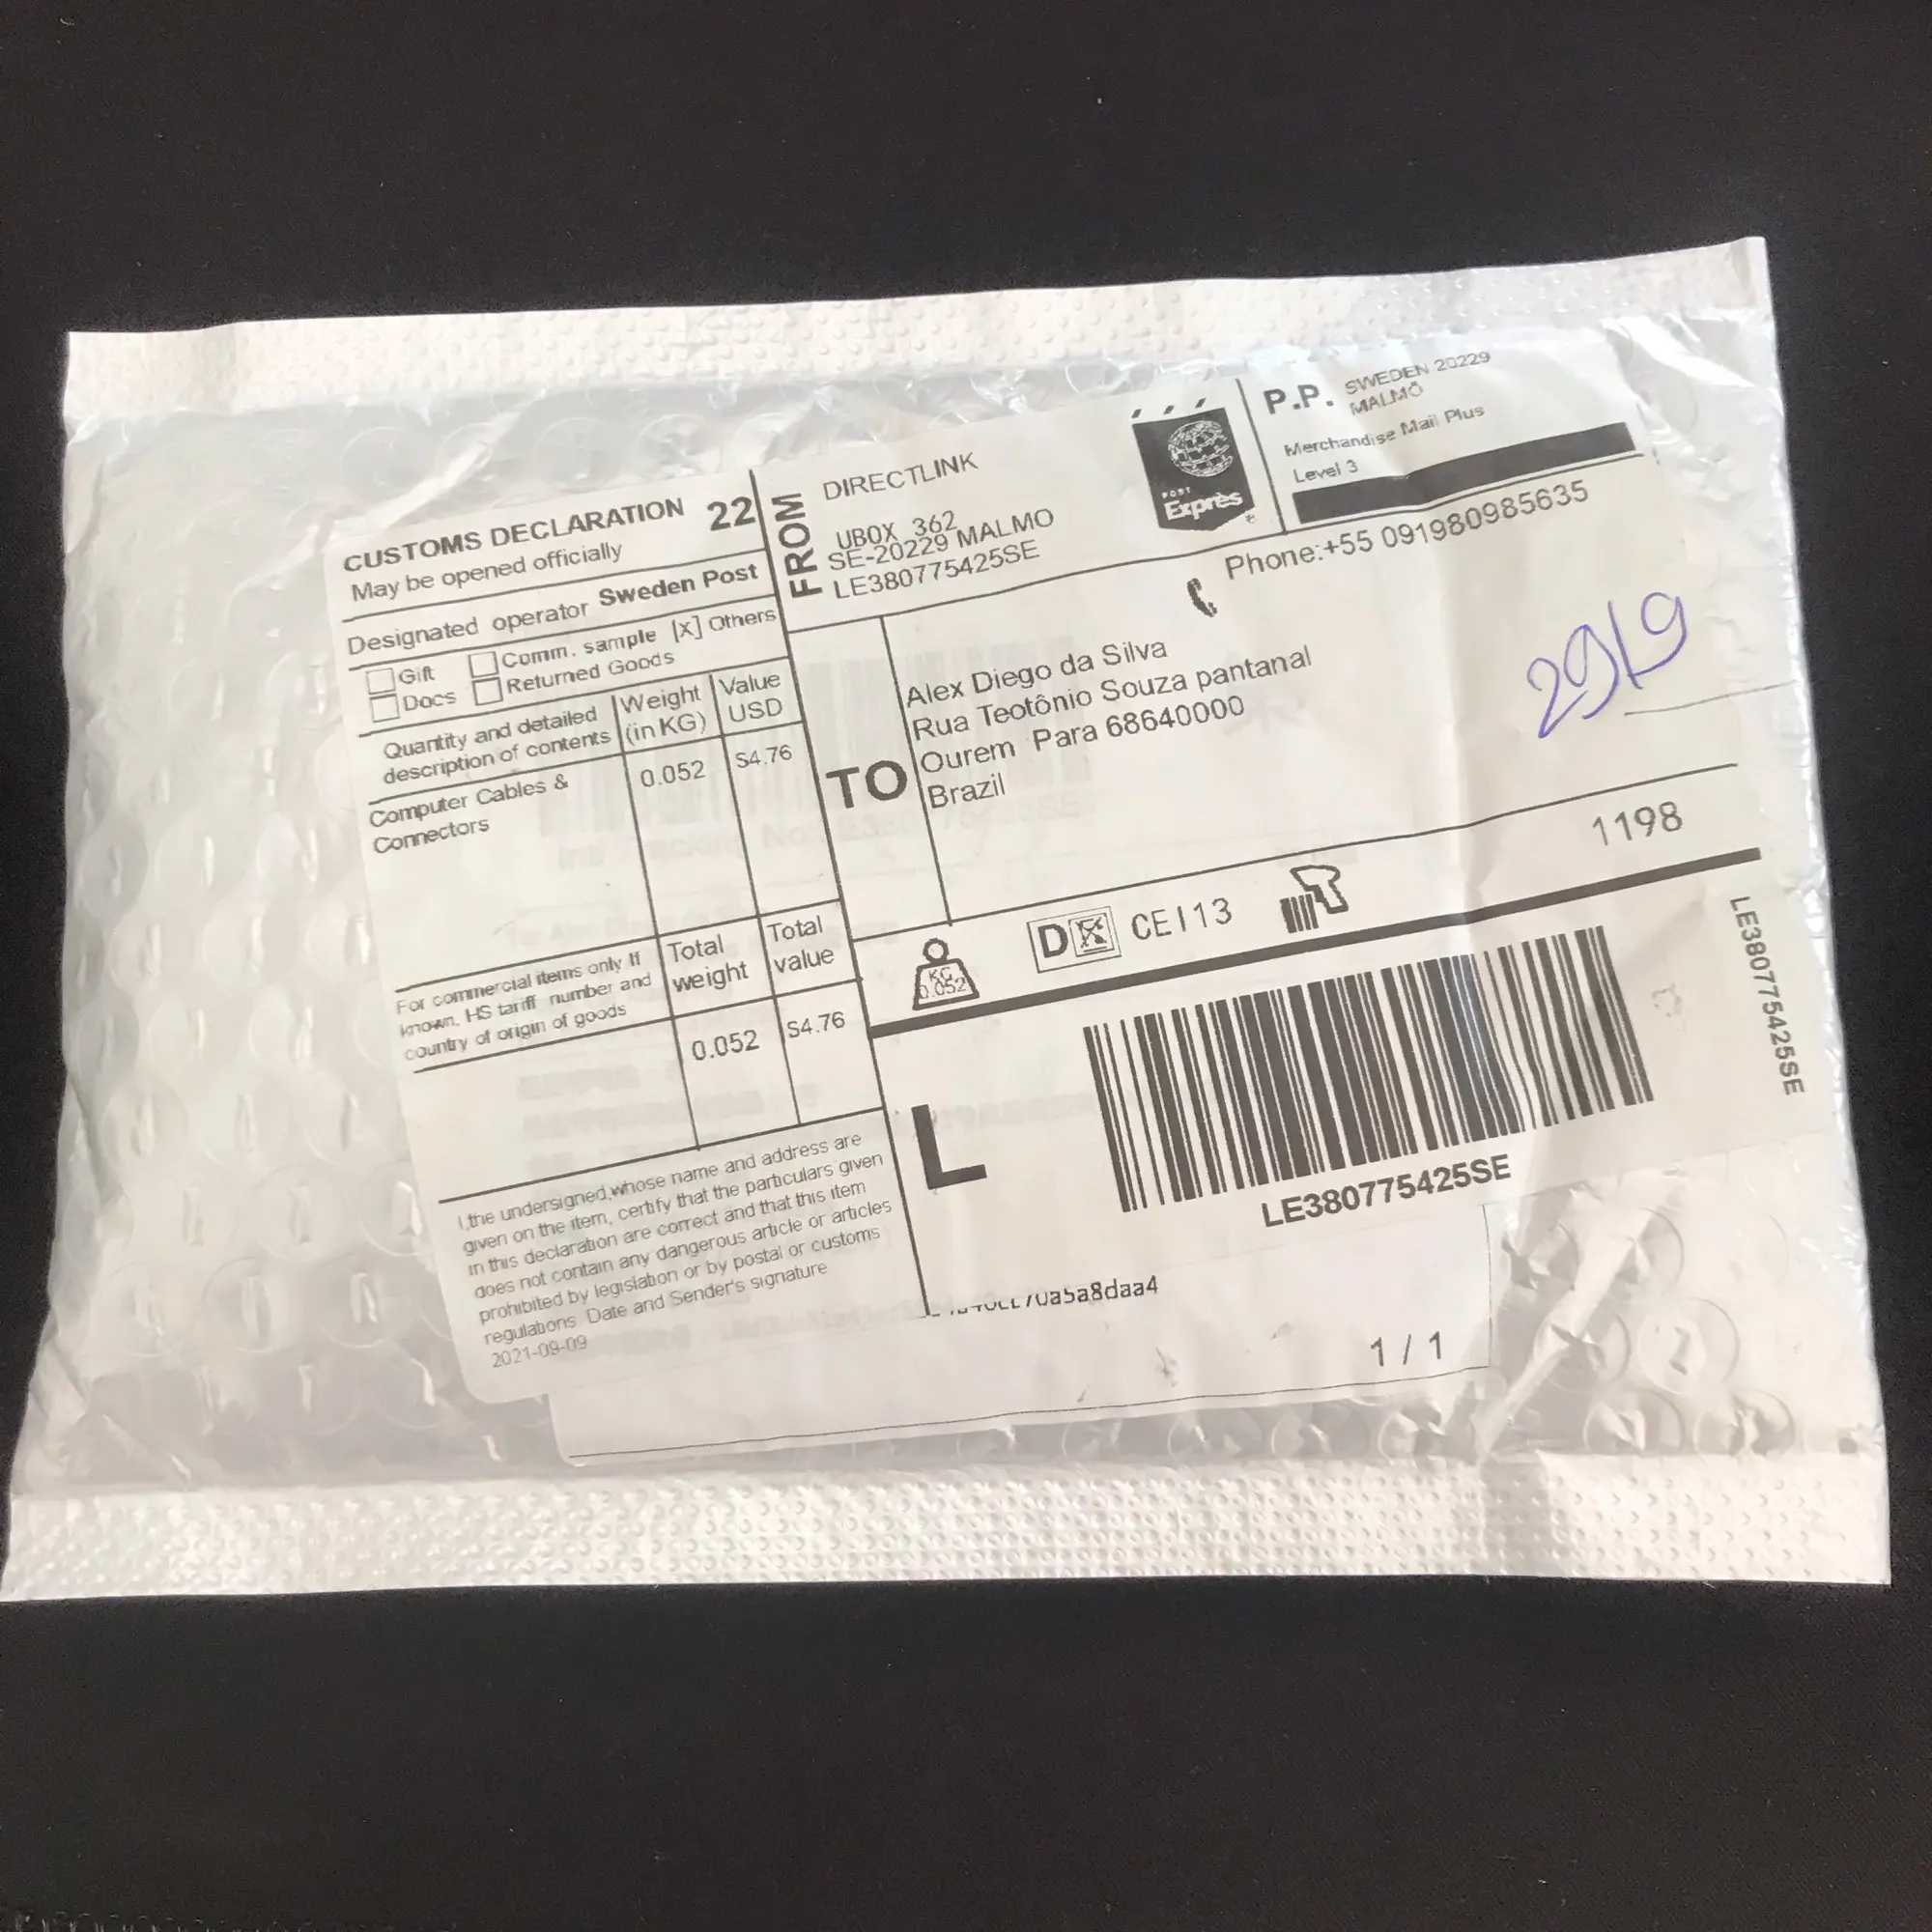 CUSTOMS DECLARATION 22
May be opened officially
Designated operator Sweden Post
Gift Comm. sample [X] Others
Docs Returned Goods
Quantity and detailed description of contents
Weight (in KG)
Value USD
Computer Cables & Connectors
0.052
$4.76
For commercial items only If known, HS tariff number and country of origin of goods
Total weight
Total value
0.052
$4.76
I,the undersigned,whose name and address are
given on the item, certify that the particulars given
in this declaration are correct and that this item
does not contain any dangerous article or articles
prohibited by legislation or by postal or customs
regulations Date and Sender's signature
2021-09-09
FROM
DIRECTLINK
UBOX 362
SE-20229 MALMO
LE380775425SE
POST
Exprès
P.P. SWEDEN 20229
MALMÖ
Merchandise Mail Plus
Level 3
Phone:+55 091980985635
TO
Alex Diego da Silva
Rua Teotônio Souza pantanal
Ourem Para 68640000
Brazil
29/9
1198
KG
0.052
D CEI13
L
LE380775425SE
LE380775425SE
1 / 1